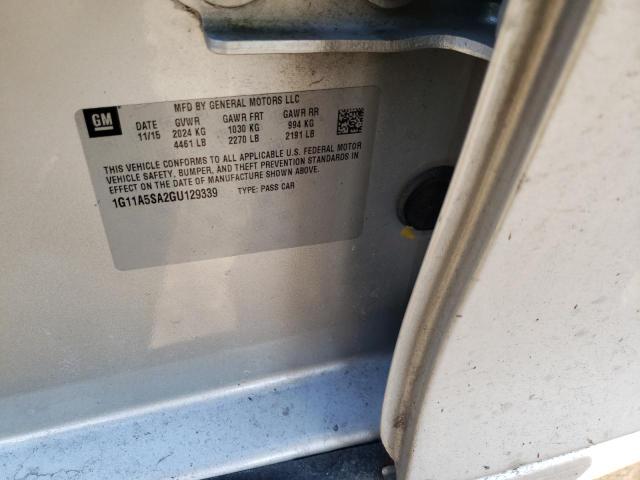 MFD BY GENERAL MOTORS LLC
GM DATE GVWR GAWR FRT GAWR RR
11/15 2024 KG 1030 KG 994 KG
4461 LB 2270 LB 2191 LB
THIS VEHICLE CONFORMS TO ALL APPLICABLE U.S. FEDERAL MOTOR
VEHICLE SAFETY, BUMPER, AND THEFT PREVENTION STANDARDS IN
EFFECT ON THE DATE OF MANUFACTURE SHOWN ABOVE.
1G11A5SA2GU129339 TYPE: PASS CAR